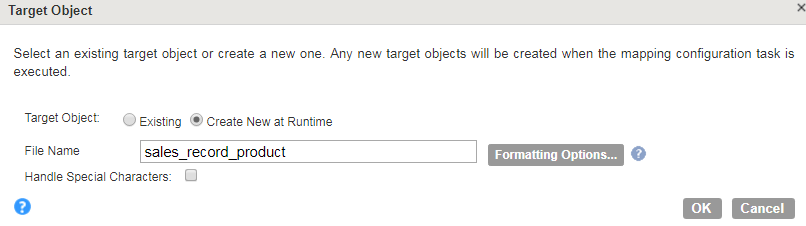 Target Object
Select an existing target object or create a new one. Any new target objects will be created when the mapping configuration task is
executed.
Target Object: Existing Create New at Runtime
File Name sales_record_product Formatting Options... ?
Handle Special Characters:
? OK Cancel